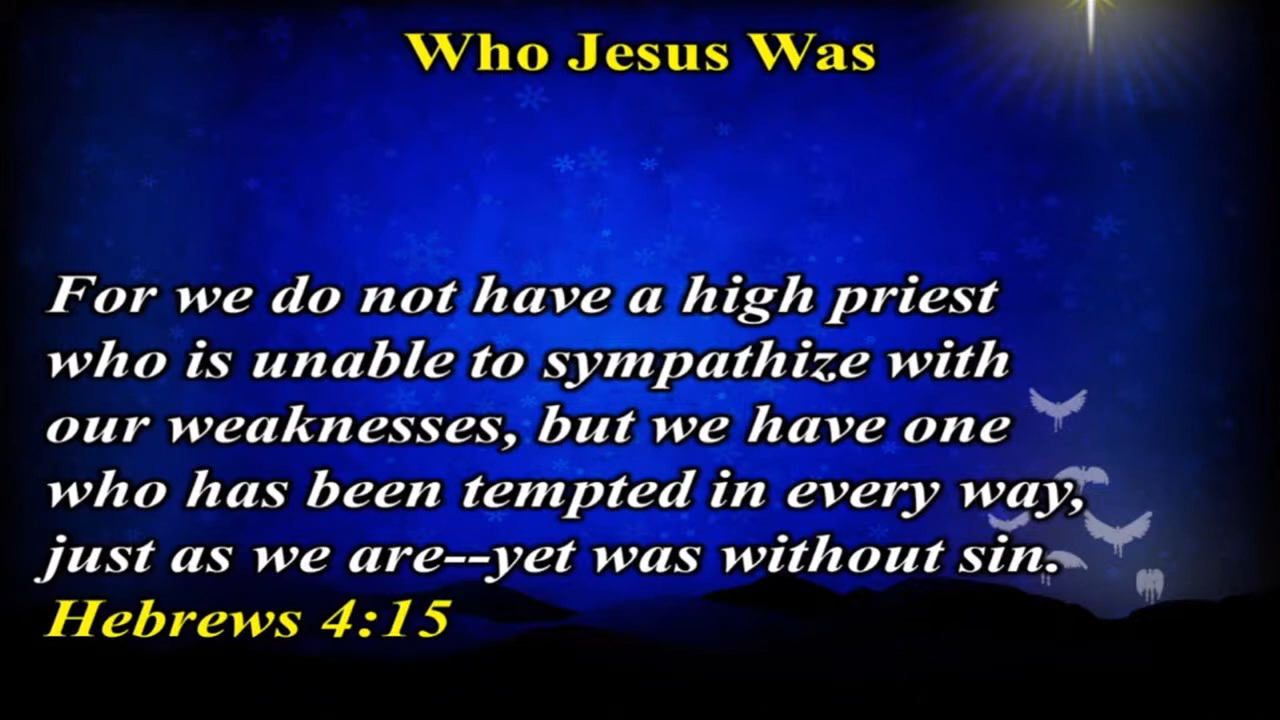 Who Jesus Was
For we do not have a high priest
who is unable to sympathize with
our weaknesses, but we have one
who has been tempted in every way,
just as we are--yet was without sin.
Hebrews 4:15